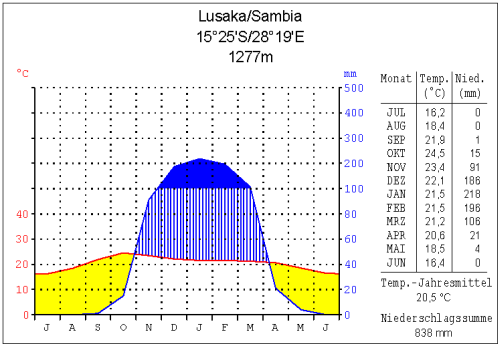 Lusaka/Sambia
15°25'S/28°19'E
1277m
°C mm
500
400
300
200
100
40 80
30 60
20 40
10 20
0 0
J A S O N D J F M A M J
Monat Temp. Nied.
(°C) (mm)
JUL 16,2 0
AUG 18,4 0
SEP 21,9 1
OKT 24,5 15
NOV 23,4 91
DEZ 22,1 186
JAN 21,5 218
FEB 21,5 196
MRZ 21,2 106
APR 20,6 21
MAI 18,5 4
JUN 16,4 0
Temp.-Jahresmittel
20,5 °C
Niederschlagssumme
838 mm